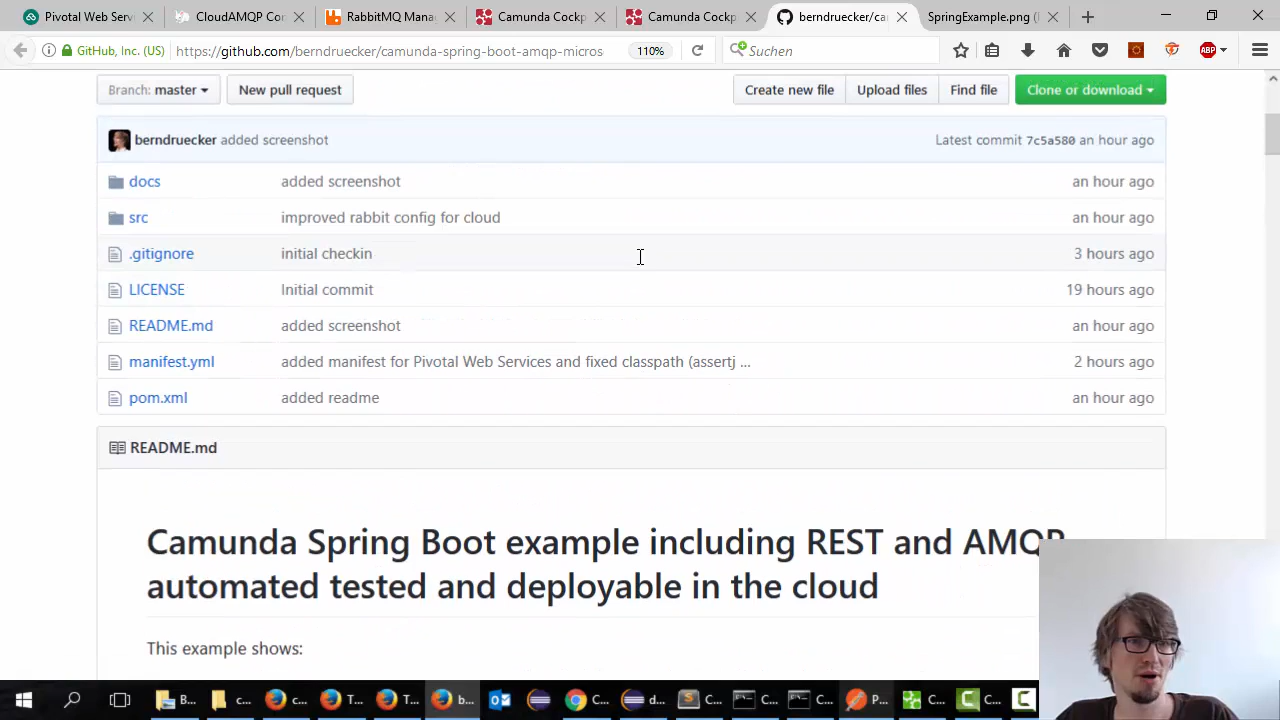 Pivotal Web Serv
CloudAMQP Con
RabbitMQ Mana
Camunda Cockp
Camunda Cockp
berndruecker/ca
SpringExample.png (
GitHub, Inc. (US)
https://github.com/berndruecker/camunda-spring-boot-amqp-micros
110%
Suchen
ABP
Branch: master
New pull request
Create new file
Upload files
Find file
Clone or download
berndruecker added screenshot
Latest commit 7c5a580 an hour ago
docs
added screenshot
an hour ago
src
improved rabbit config for cloud
an hour ago
.gitignore
initial checkin
3 hours ago
LICENSE
Initial commit
19 hours ago
README.md
added screenshot
an hour ago
manifest.yml
added manifest for Pivotal Web Services and fixed classpath (assertj ...
2 hours ago
pom.xml
added readme
an hour ago
README.md
Camunda Spring Boot example including REST and AMQP
automated tested and deployable in the cloud
This example shows:
B...
c...
c...
T...
T...
b...
C...
d...
C...
C...
C...
P...
C...
C...